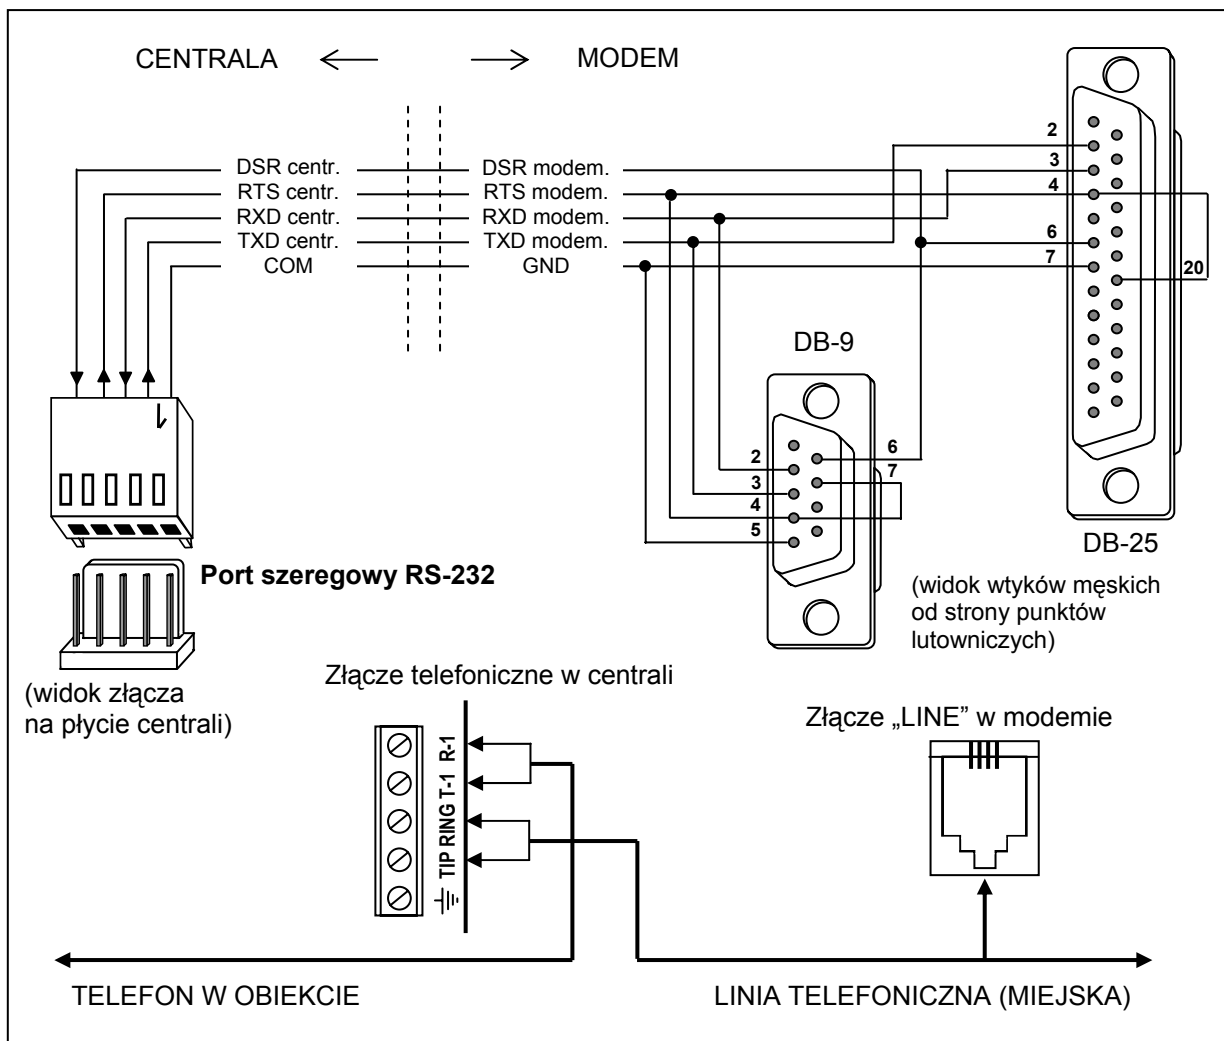 CENTRALA
MODEM
DSR centr.
DSR modem.
RTS centr.
RTS modem.
RXD centr.
RXD modem.
TXD centr.
TXD modem.
COM
GND
2
3
4
6
7
20
DB-25
DB-9
2
3
4
5
6
7
(widok wtyków męskich
od strony punktów
lutowniczych)
Port szeregowy RS-232
(widok złącza
na płycie centrali)
Złącze telefoniczne w centrali
R-1
T-1
RING
TIP
Złącze „LINE” w modemie
TELEFON W OBIEKCIE
LINIA TELEFONICZNA (MIEJSKA)